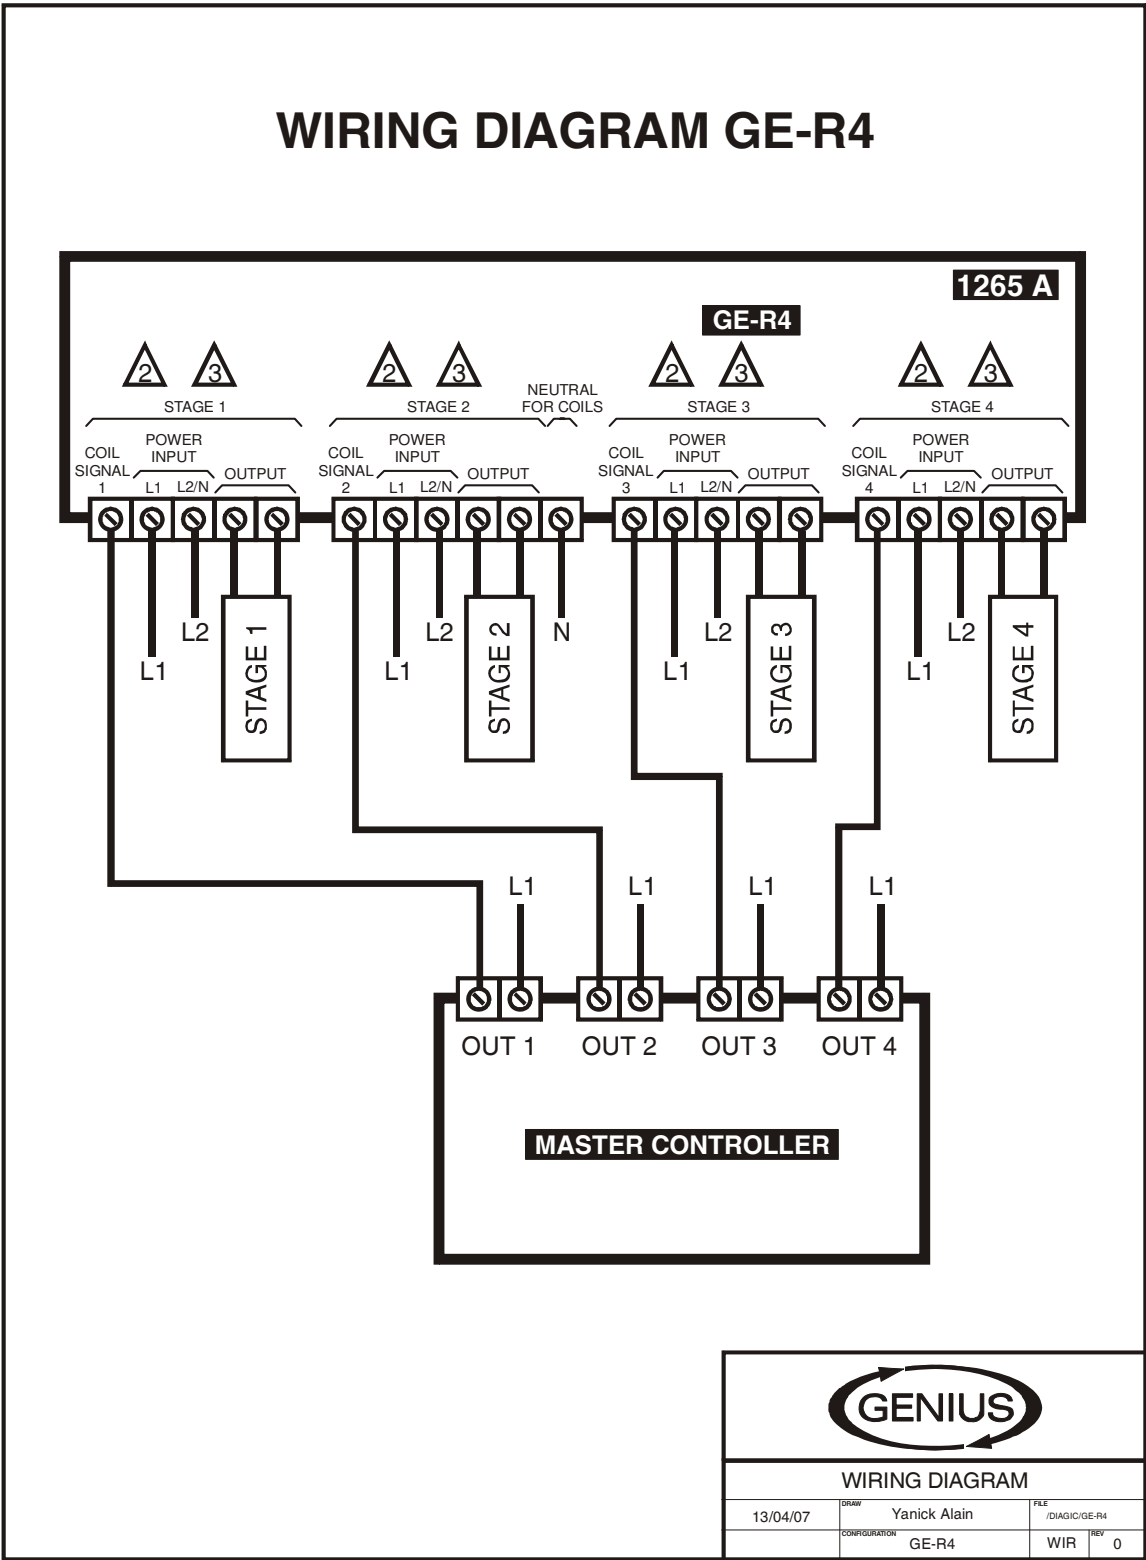 WIRING DIAGRAM GE-R4
1265 A
GE-R4
2 3 2 3 2 3 2 3
NEUTRAL
STAGE 1 STAGE 2 FOR COILS STAGE 3 STAGE 4
COIL
SIGNAL
1
POWER
INPUT
L1 L2/N
OUTPUT
COIL
SIGNAL
2
POWER
INPUT
L1 L2/N
OUTPUT
COIL
SIGNAL
3
POWER
INPUT
L1 L2/N
OUTPUT
COIL
SIGNAL
4
POWER
INPUT
L1 L2/N
OUTPUT
L1
L2
STAGE 1
L1
L2
STAGE 2
N
L1
L2
STAGE 3
L1
L2
STAGE 4
L1 L1 L1 L1
OUT 1 OUT 2 OUT 3 OUT 4
MASTER CONTROLLER
GENIUS
WIRING DIAGRAM
13/04/07
DRAW
Yanick Alain
FILE
/DIAGIC/GE-R4
CONFIGURATION
GE-R4
WIR
REV
0